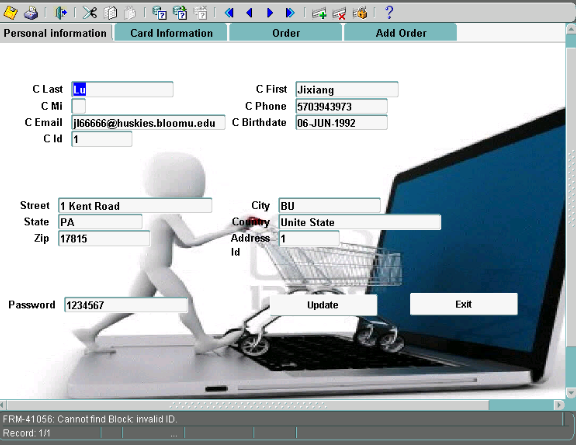 Personal information Card Information Order Add Order
C Last Lu C First Jixiang
C Mi C Phone 5703943973
C Email jl66666@huskies.bloomu.edu C Birthdate 06-JUN-1992
C Id 1
Street 1 Kent Road City BU
State PA Country Unite State
Zip 17815 Address Id 1
Password 1234567 Update Exit
FRM-41056: Cannot find Block: invalid ID.
Record: 1/1 ...